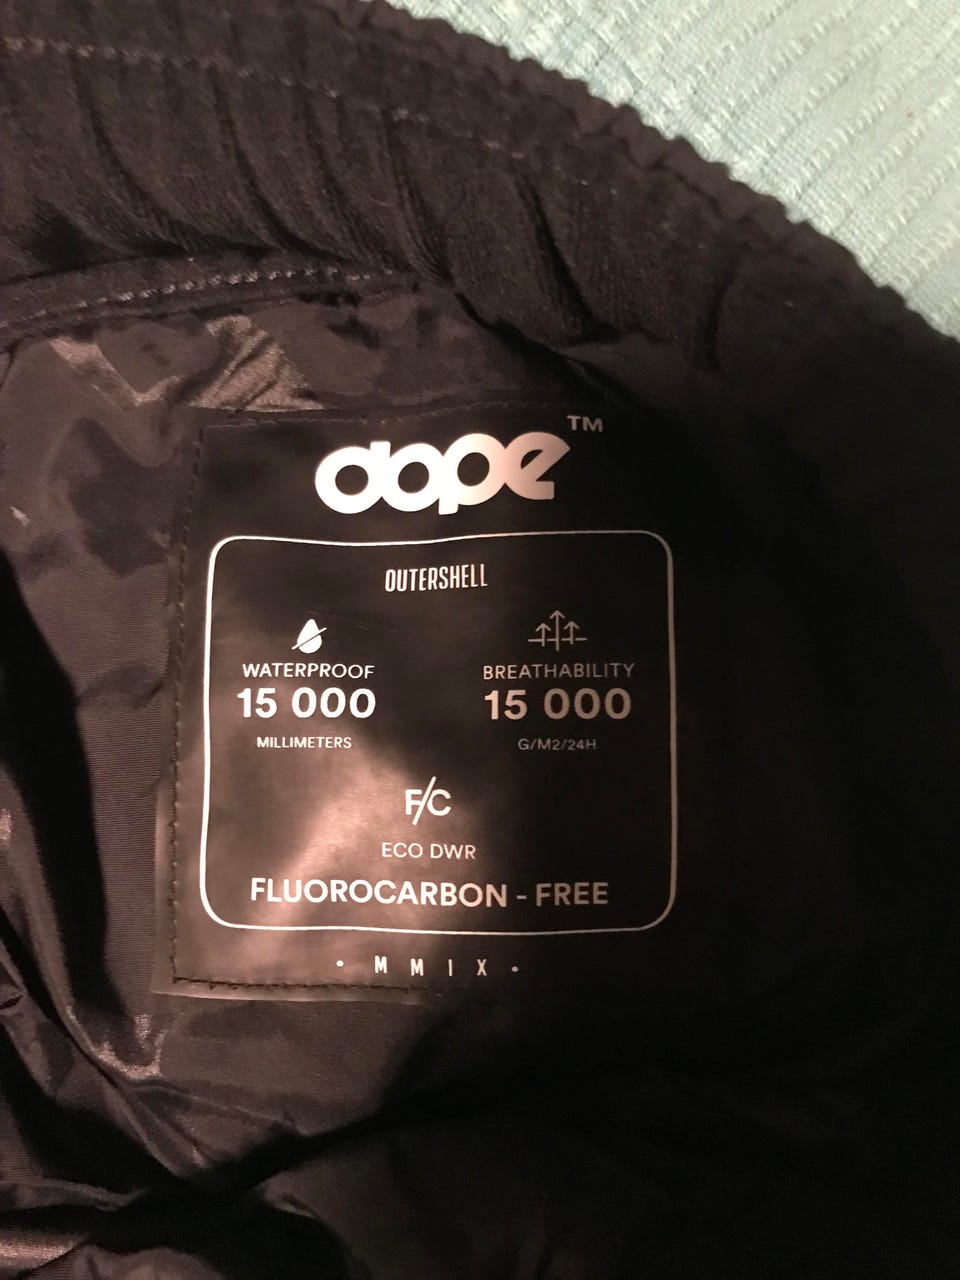 dope™
OUTERSHELL
WATERPROOF BREATHABILITY
15 000 15 000
MILLIMETERS G/M2/24H
F/C
ECO DWR
FLUOROCARBON - FREE
• M M I X •